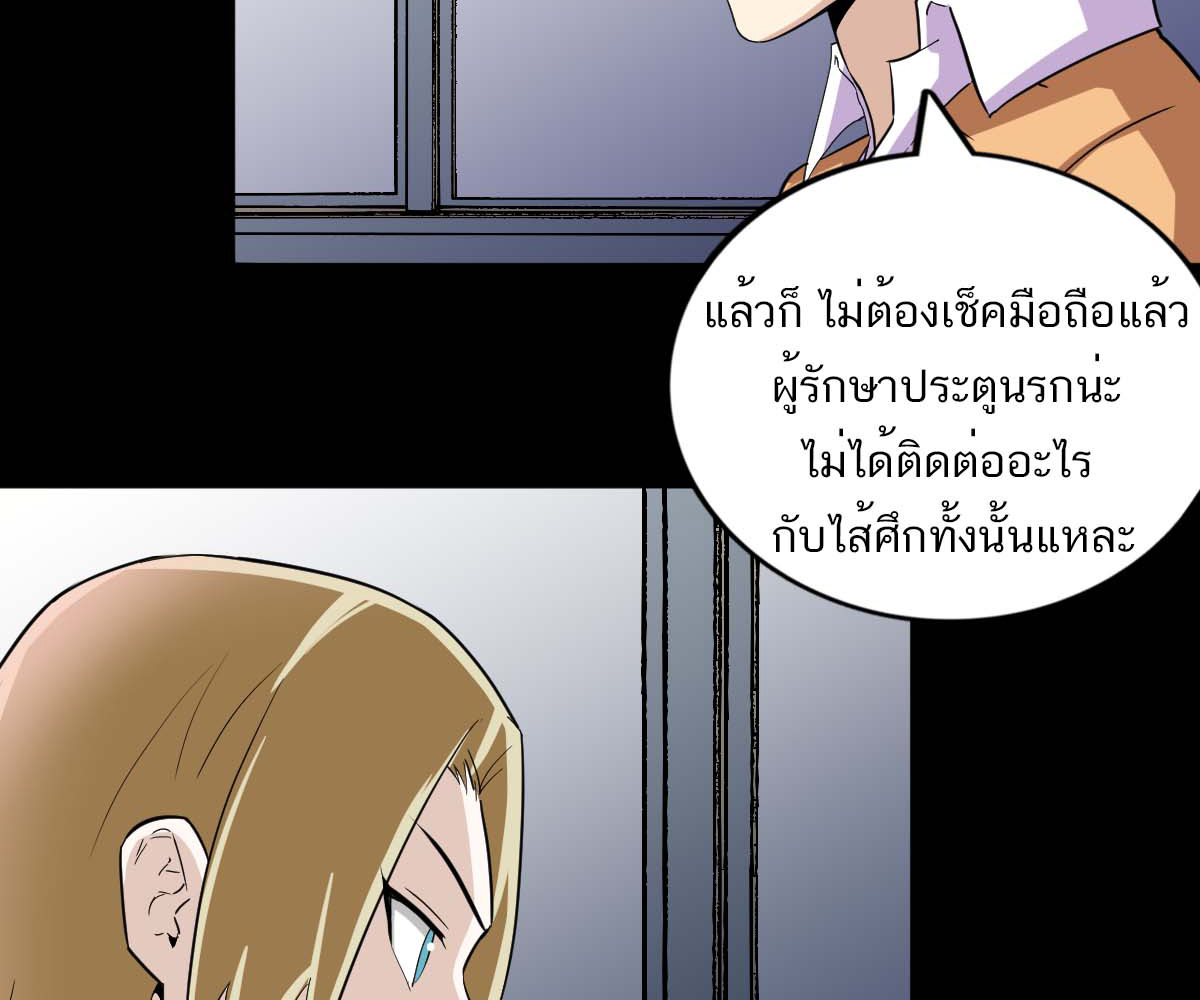 แล้วก็ ไม่ต้องเช็คมือถือแล้ว
ผู้รักษาประตูนรกน่ะ
ไม่ได้ติดต่ออะไร
กับไส้ศึกทั้งนั้นแหละ